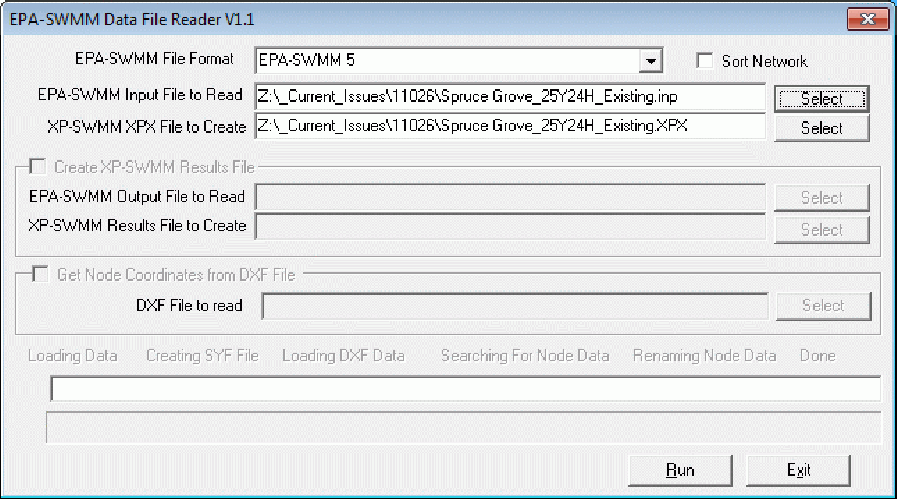 EPA-SWMM Data File Reader V1.1
EPA-SWMM File Format EPA-SWMM 5 Sort Network
EPA-SWMM Input File to Read Z:\_Current_Issues\11026\Spruce Grove_25Y24H_Existing.inp Select
XP-SWMM XPX File to Create Z:\_Current_Issues\11026\Spruce Grove_25Y24H_Existing.XPX Select
Create XP-SWMM Results File
EPA-SWMM Output File to Read Select
XP-SWMM Results File to Create Select
Get Node Coordinates from DXF File
DXF File to read Select
Loading Data Creating SYF File Loading DXF Data Searching For Node Data Renaming Node Data Done
Run Exit